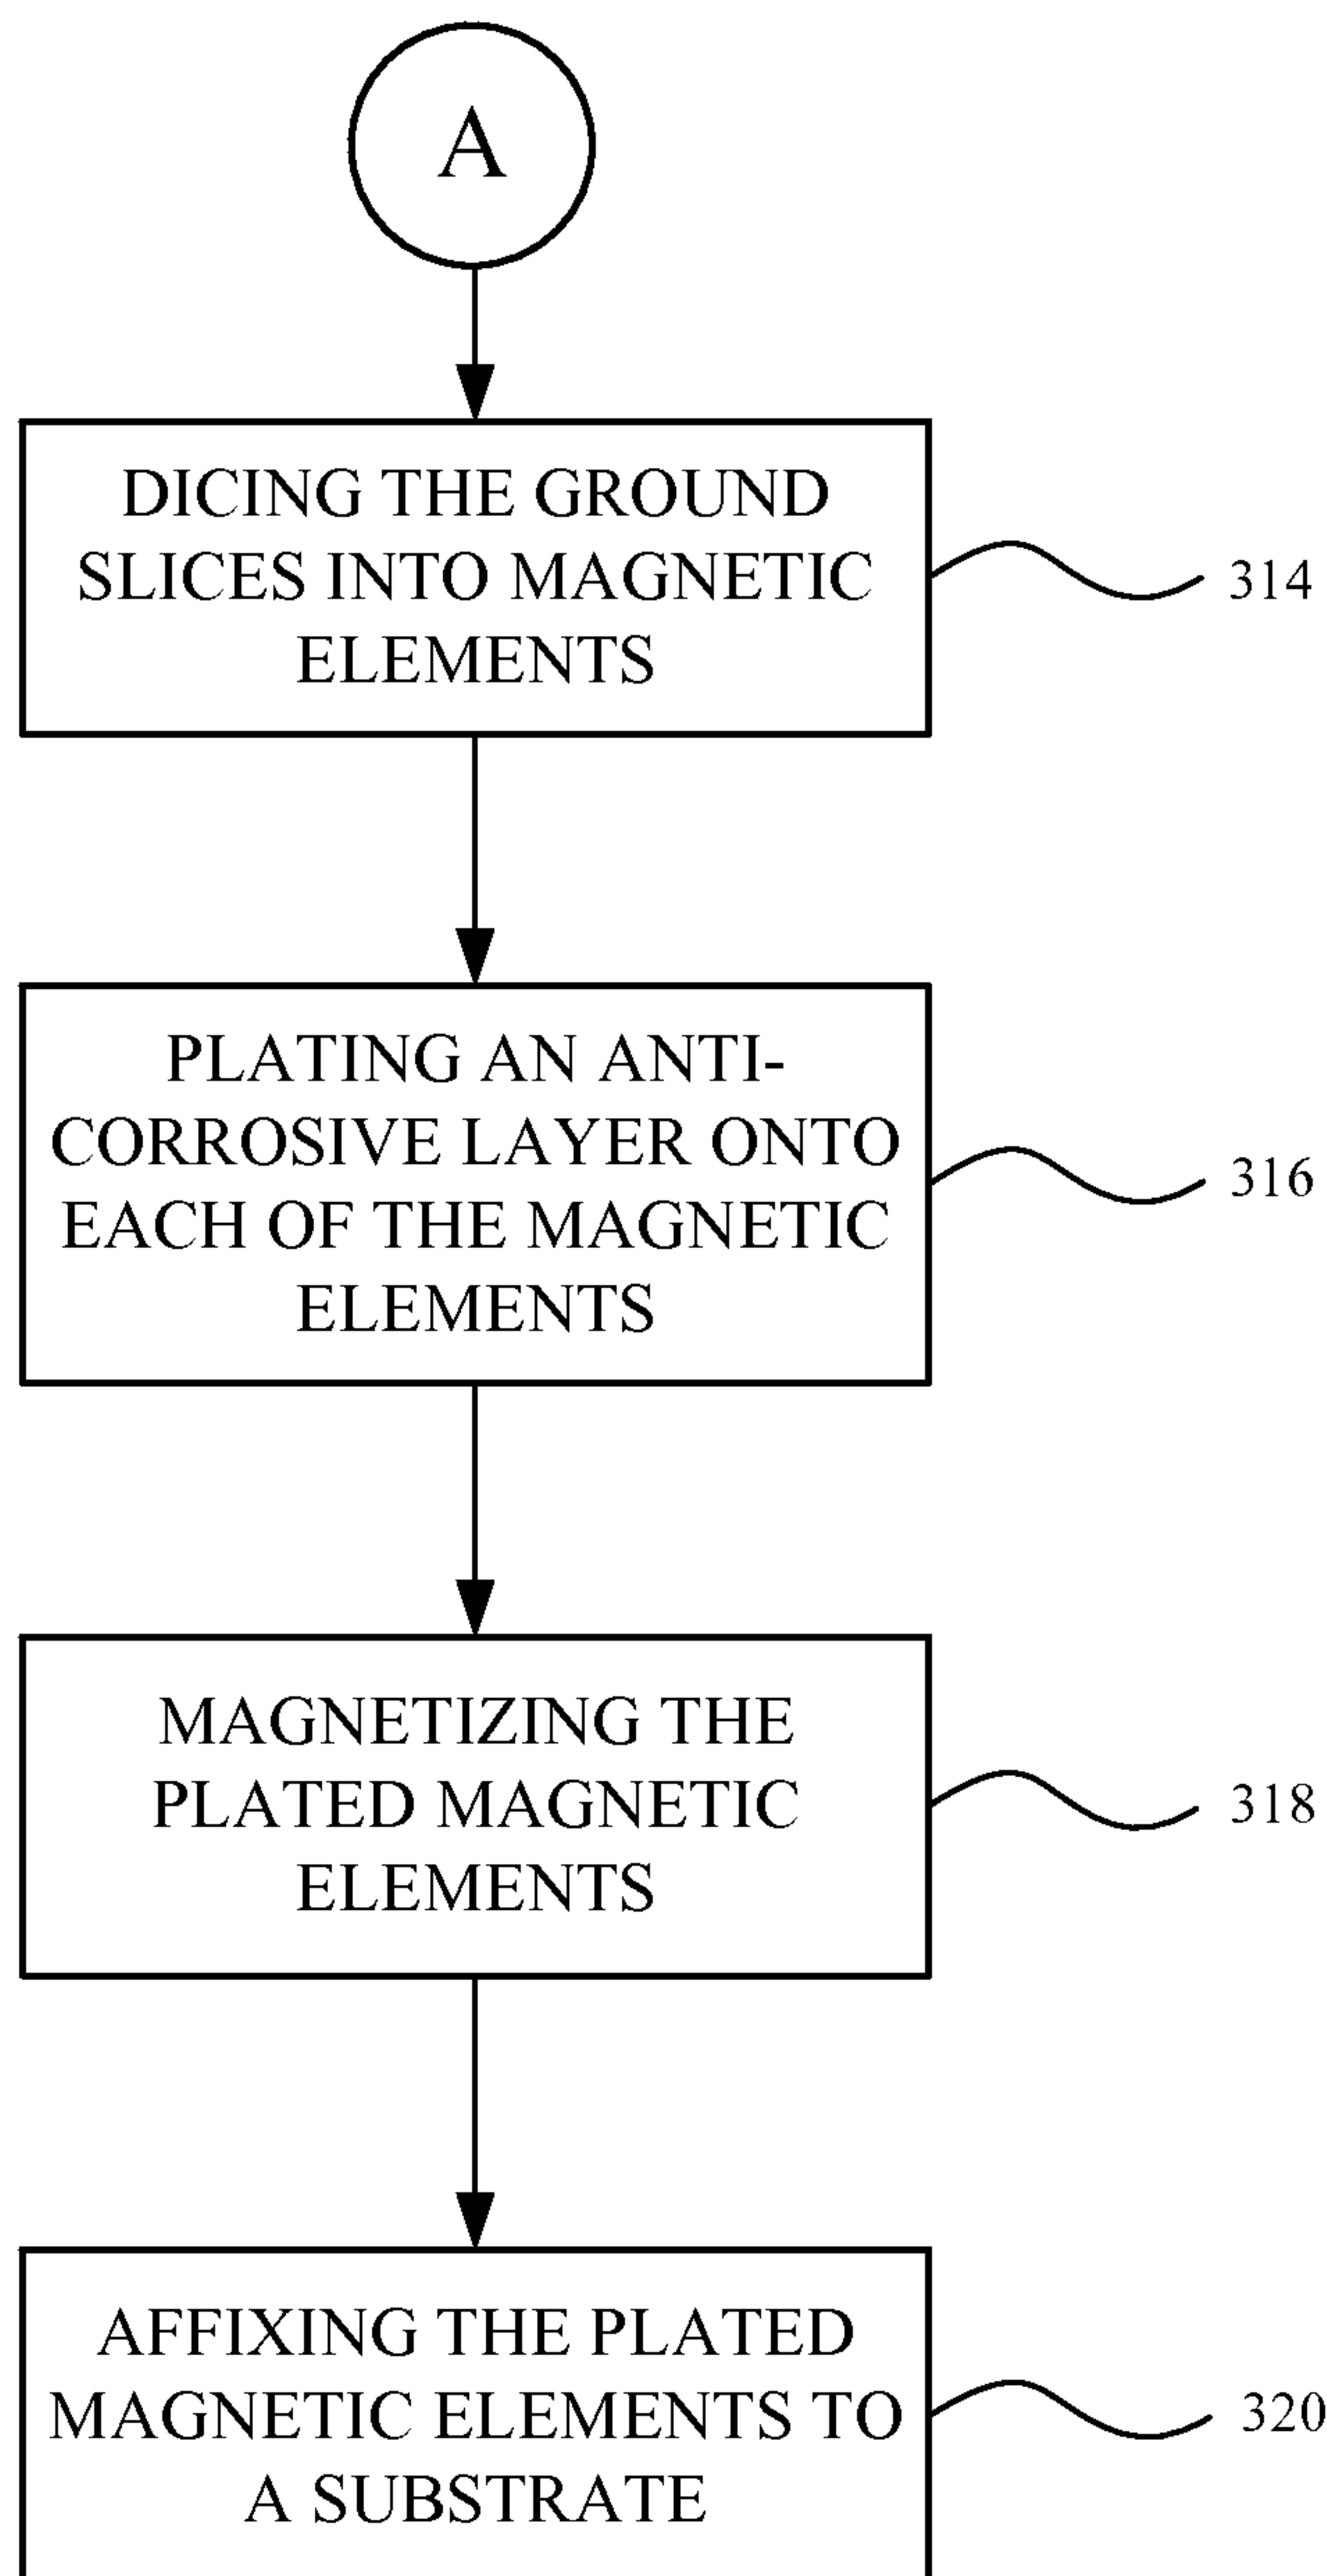 A
DICING THE GROUND
SLICES INTO MAGNETIC
ELEMENTS
314
PLATING AN ANTI-
CORROSIVE LAYER ONTO
EACH OF THE MAGNETIC
ELEMENTS
316
MAGNETIZING THE
PLATED MAGNETIC
ELEMENTS
318
AFFIXING THE PLATED
MAGNETIC ELEMENTS TO
A SUBSTRATE
320